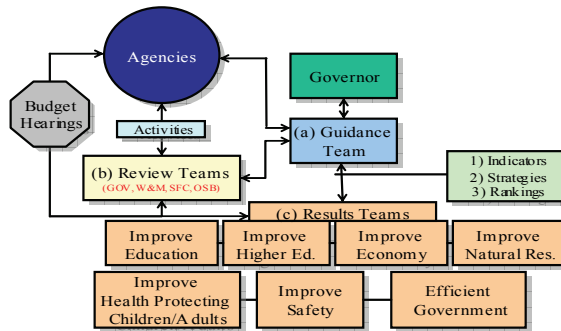 Agencies
Governor
Budget
Hearings
Activities
(a) Guidance
Team
(b) Review Teams
(GOV, W&M, SFC, OSB)
1) Indicators
2) Strategies
3) Rankings
(c) Results Teams
Improve
Education
Improve
Higher Ed.
Improve
Economy
Improve
Natural Res.
Improve
Health Protecting
Children/Adults
Improve
Safety
Efficient
Government